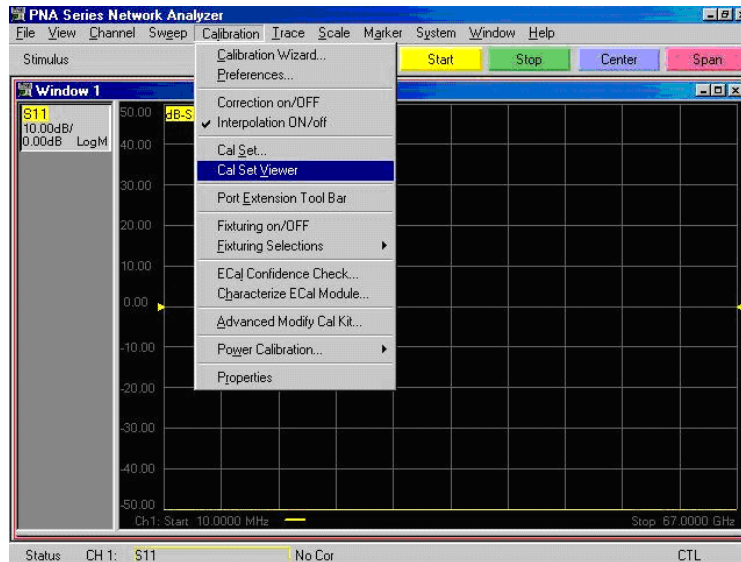 PNA Series Network Analyzer
File View Channel Sweep Calibration Trace Scale Marker System Window Help
Stimulus
Start Stop Center Span
Calibration Wizard...
Preferences...
Correction on/OFF
Interpolation ON/off
Cal Set...
Cal Set Viewer
Port Extension Tool Bar
Fixturing on/OFF
Fixturing Selections
ECal Confidence Check...
Characterize ECal Module...
Advanced Modify Cal Kit...
Power Calibration...
Properties
Window 1
S11
10.00dB/
0.00dB LogM
50.00 dB-S
40.00
30.00
20.00
10.00
0.00
-10.00
-20.00
-30.00
-40.00
-50.00
Ch1: Start 10.0000 MHz Stop 67.0000 GHz
Status CH 1: S11 No Cor CTL